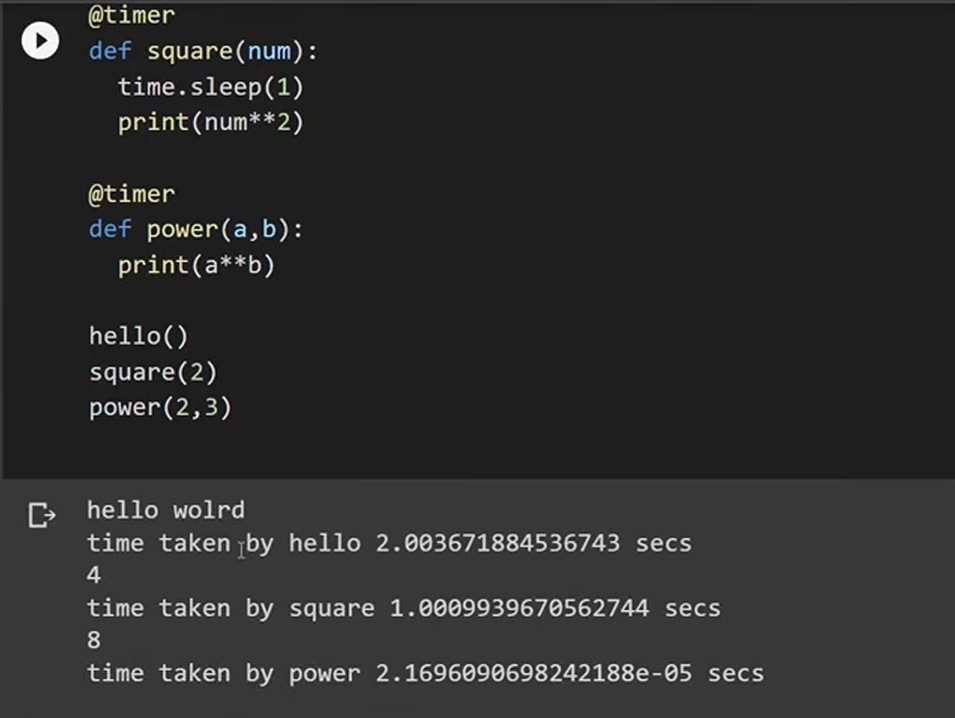 @timer
def square(num):
  time.sleep(1)
  print(num**2)
@timer
def power(a,b):
  print(a**b)
hello()
square(2)
power(2,3)
hello wolrd
time taken by hello 2.003671884536743 secs
4
time taken by square 1.0009939670562744 secs
8
time taken by power 2.1696090698242188e-05 secs